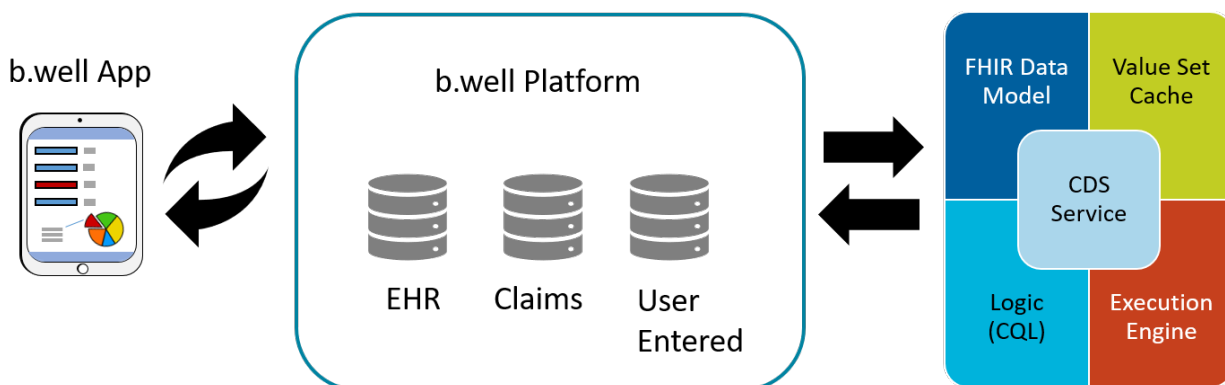 b.well App
b.well Platform
EHR
Claims
User
Entered
FHIR Data
Model
Value Set
Cache
CDS
Service
Logic
(CQL)
Execution
Engine